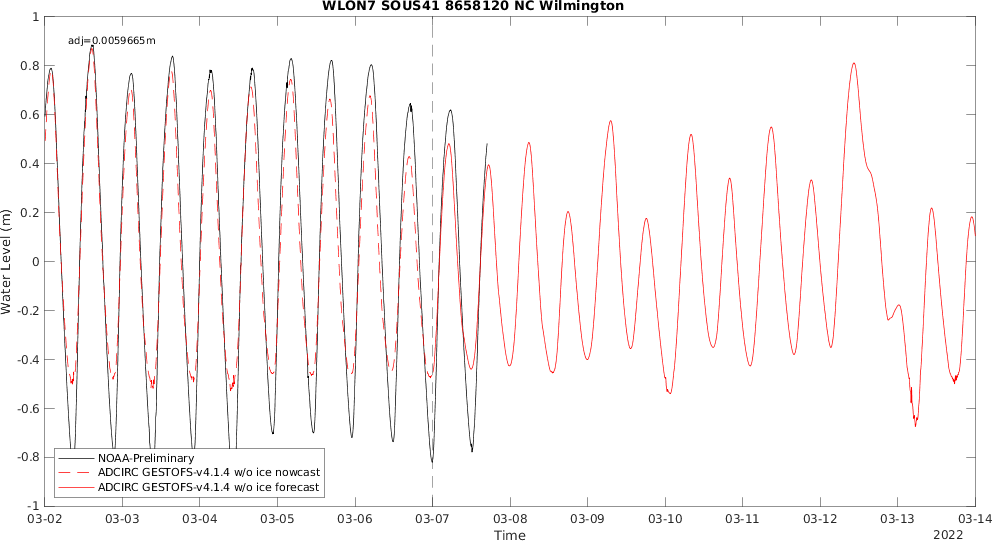 WLON7 SOUS41 8658120 NC Wilmington
adj=0.0059665m
1
0.8
0.6
0.4
0.2
0
-0.2
-0.4
-0.6
-0.8
-1
Water Level (m)
NOAA-Preliminary
ADCIRC GESTOFS-v4.1.4 w/o ice nowcast
ADCIRC GESTOFS-v4.1.4 w/o ice forecast
03-02 03-03 03-04 03-05 03-06 03-07 03-08 03-09 03-10 03-11 03-12 03-13 03-14
Time
2022